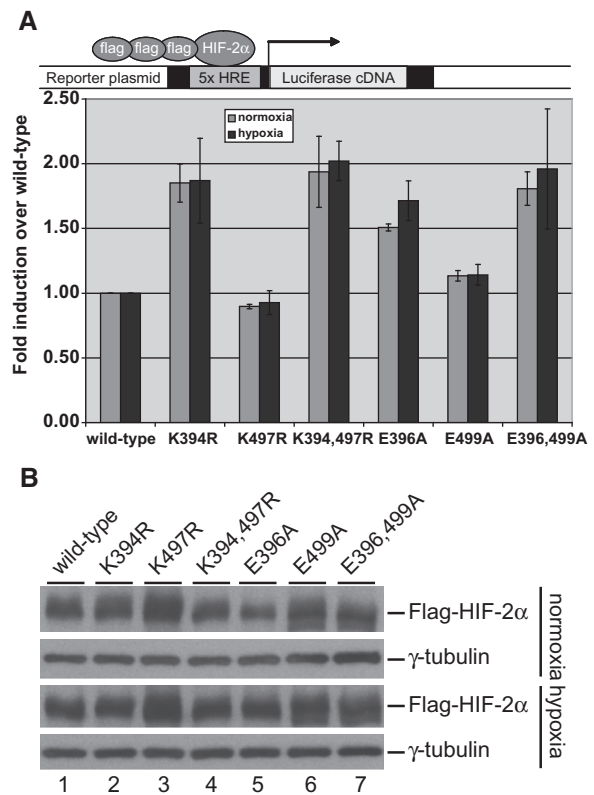 A
flag flag flag HIF-2α
Reporter plasmid 5x HRE Luciferase cDNA
Fold induction over wild-type
2.50
2.00
1.50
1.00
0.50
0.00
normoxia
hypoxia
wild-type K394R K497R K394,497R E396A E499A E396,499A
B
wild-type K394R K497R K394,497R E396A E499A E396,499A
Flag-HIF-2α
γ-tubulin
normoxia
Flag-HIF-2α
γ-tubulin
hypoxia
1 2 3 4 5 6 7